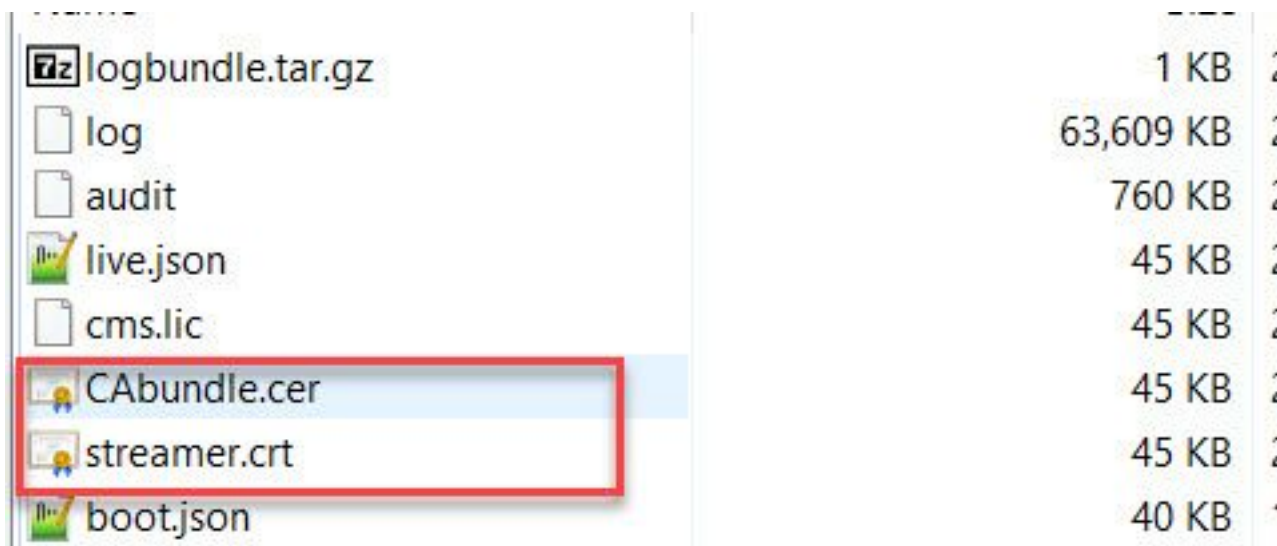 logbundle.tar.gz 1 KB
log 63,609 KB
audit 760 KB
live.json 45 KB
cms.lic 45 KB
CAbundle.cer 45 KB
streamer.crt 45 KB
boot.json 40 KB